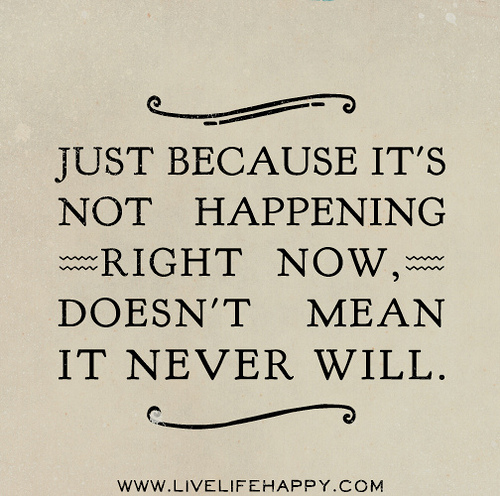 JUST BECAUSE IT'S
NOT HAPPENING
RIGHT NOW,
DOESN'T MEAN
IT NEVER WILL.
WWW.LIVELIFEHAPPY.COM